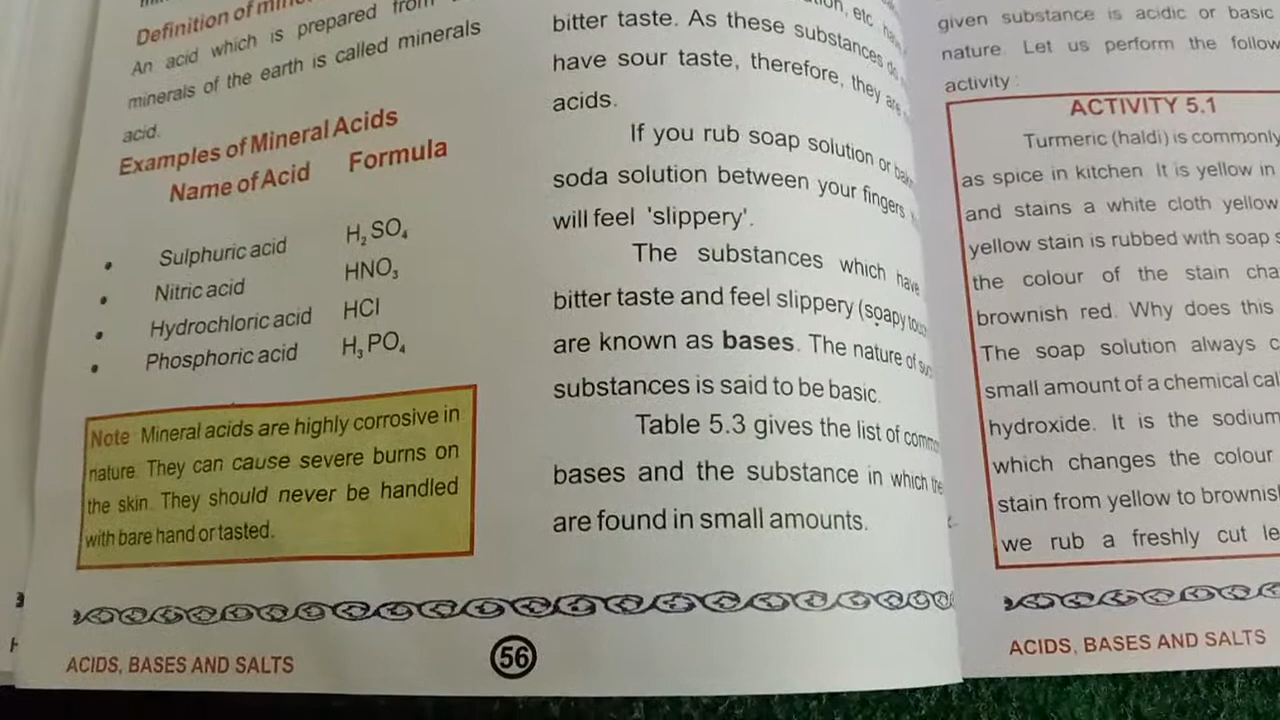 Definition of
An acid which is prepared from
minerals of the earth is called minerals
acid.
Examples of Mineral Acids
Name of Acid Formula
• Sulphuric acid H₂SO₄
• Nitric acid HNO₃
• Hydrochloric acid HCl
• Phosphoric acid H₃PO₄
Note Mineral acids are highly corrosive in
nature. They can cause severe burns on
the skin. They should never be handled
with bare hand or tasted.
ACIDS, BASES AND SALTS
56
etc
bitter taste. As these substances do
have sour taste, therefore, they are
acids.
If you rub soap solution or
soda solution between your fingers
will feel 'slippery'.
The substances which have
bitter taste and feel slippery (soapy
are known as bases. The nature of
substances is said to be basic.
Table 5.3 gives the list of
bases and the substance in which
are found in small amounts.
given substance is acidic or basic
nature. Let us perform the
activity :
ACTIVITY 5.1
Turmeric (haldi) is commonly
as spice in kitchen. It is yellow in
and stains a white cloth yellow
yellow stain is rubbed with soap
the colour of the stain
brownish red. Why does this
The soap solution always
small amount of a chemical
hydroxide. It is the sodium
which changes the colour
stain from yellow to
we rub a freshly cut
ACIDS, BASES AND SALTS